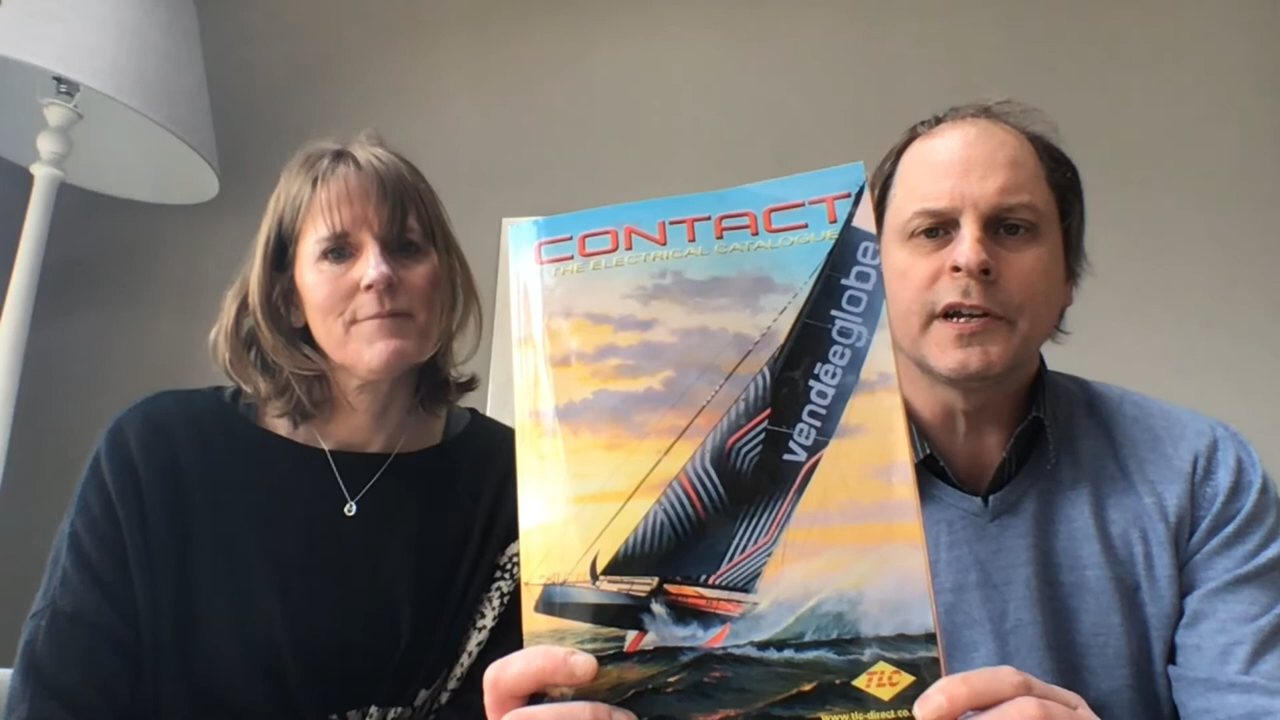 CONTACT
THE ELECTRICAL CATALOGUE
vendéeglobe
TLC
www.tlc-direct.co